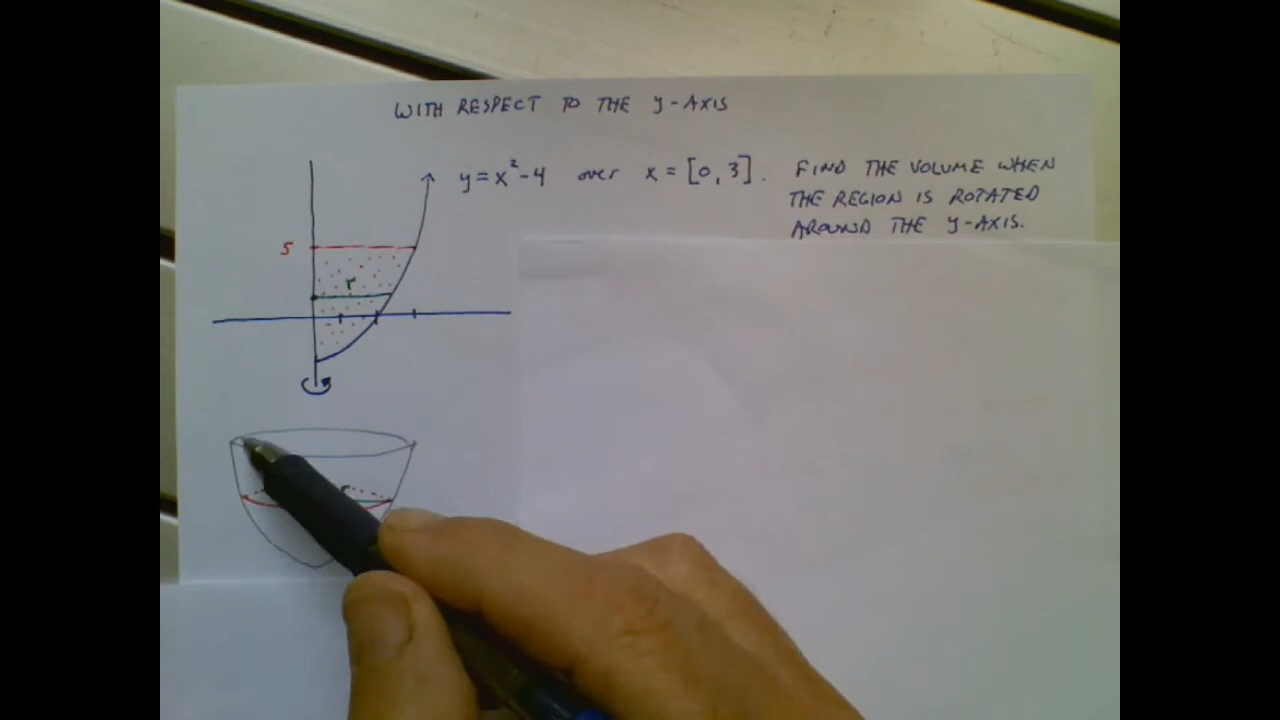 WITH RESPECT TO THE y-AXIS
y = x²-4 over x = [0, 3]. FIND THE VOLUME WHEN
THE REGION IS ROTATED
AROUND THE y-AXIS.
5
r
r